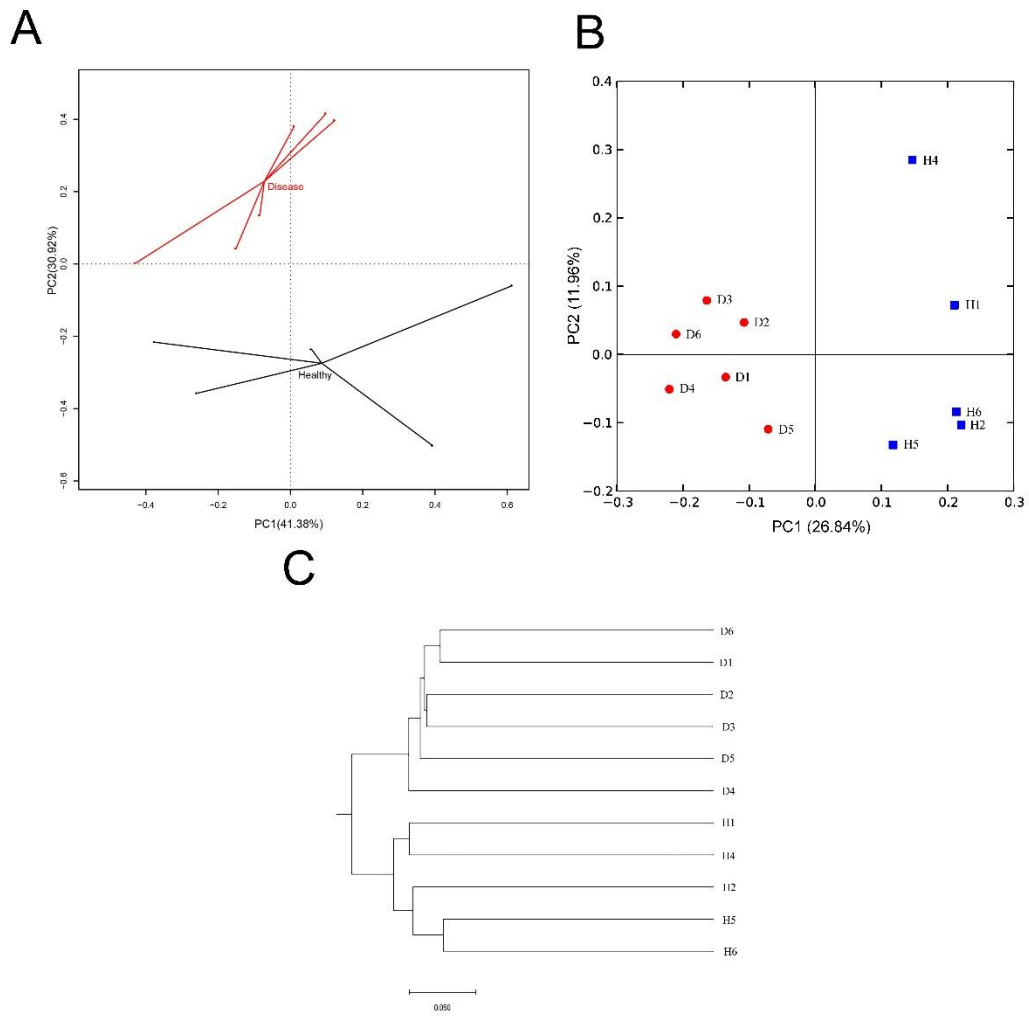 A
0.4
0.2
0.0
−0.2
−0.4
−0.6
PC2(30.92%)
Disease
Healthy
−0.4
−0.2
0.0
0.2
0.4
0.6
PC1(41.38%)
B
0.4
0.3
0.2
0.1
0.0
−0.1
−0.2
PC2 (11.96%)
H4
H1
D3
D2
D6
D1
D4
D5
H6
H2
H5
−0.3
−0.2
−0.1
0.0
0.1
0.2
0.3
PC1 (26.84%)
C
D6
D1
D2
D3
D5
D4
H1
H4
H2
H5
H6
0.050